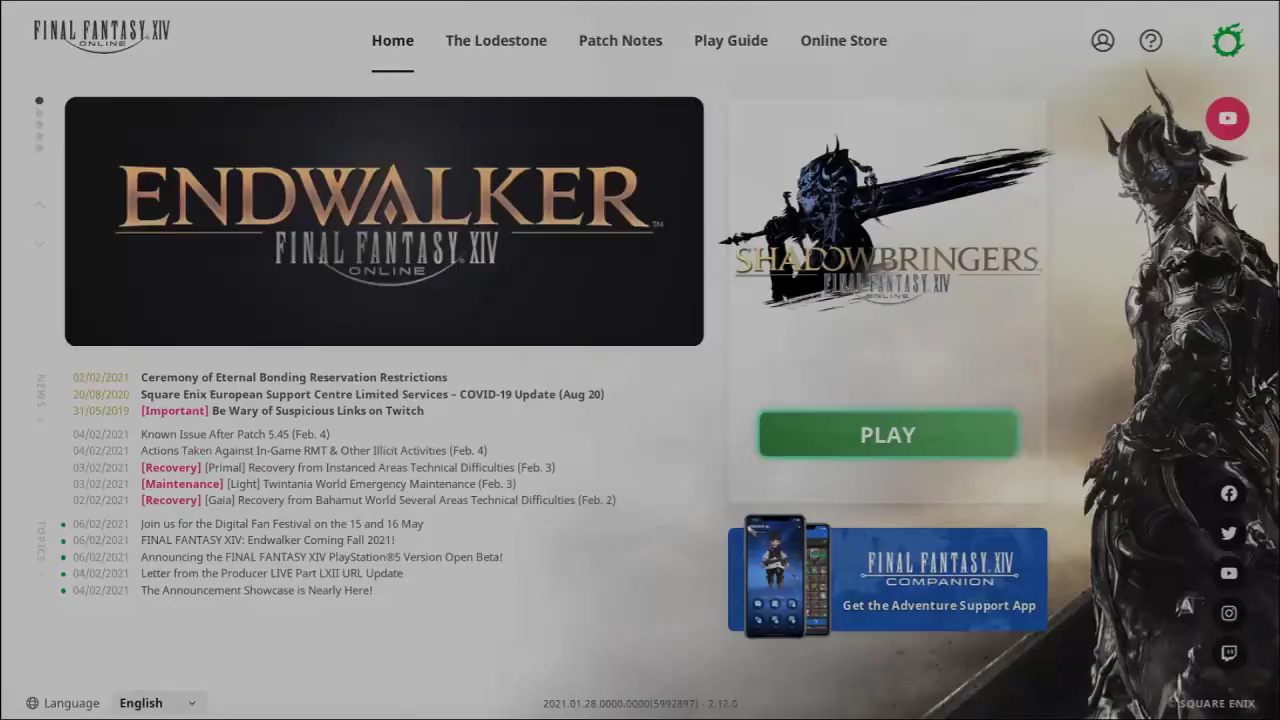 FINAL FANTASY XIV
ONLINE
Home
The Lodestone
Patch Notes
Play Guide
Online Store
ENDWALKER™
FINAL FANTASY XIV
ONLINE
SHADOWBRINGERS
FINAL FANTASY XIV
ONLINE
NEWS
02/02/2021 Ceremony of Eternal Bonding Reservation Restrictions
20/08/2020 Square Enix European Support Centre Limited Services – COVID-19 Update (Aug 20)
31/05/2019 [Important] Be Wary of Suspicious Links on Twitch
04/02/2021 Known Issue After Patch 5.45 (Feb. 4)
04/02/2021 Actions Taken Against In-Game RMT & Other Illicit Activities (Feb. 4)
03/02/2021 [Recovery] [Primal] Recovery from Instanced Areas Technical Difficulties (Feb. 3)
03/02/2021 [Maintenance] [Light] Twintania World Emergency Maintenance (Feb. 3)
02/02/2021 [Recovery] [Gaia] Recovery from Bahamut World Several Areas Technical Difficulties (Feb. 2)
PLAY
TOPICS
06/02/2021 Join us for the Digital Fan Festival on the 15 and 16 May
06/02/2021 FINAL FANTASY XIV: Endwalker Coming Fall 2021!
06/02/2021 Announcing the FINAL FANTASY XIV PlayStation®5 Version Open Beta!
04/02/2021 Letter from the Producer LIVE Part LXII URL Update
04/02/2021 The Announcement Showcase is Nearly Here!
FINAL FANTASY XIV
COMPANION
Get the Adventure Support App
Language English
2021.01.28.0000.0000(5992897) - 2.12.0
© SQUARE ENIX